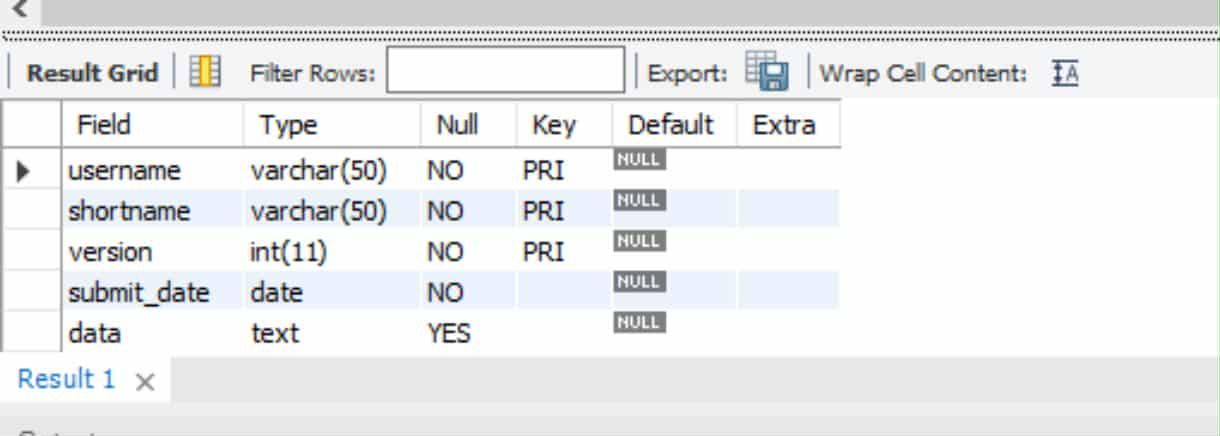 Result Grid Filter Rows: Export: Wrap Cell Content: IA
Field Type Null Key Default Extra
username varchar(50) NO PRI NULL
shortname varchar(50) NO PRI NULL
version int(11) NO PRI NULL
submit_date date NO NULL
data text YES NULL
Result 1